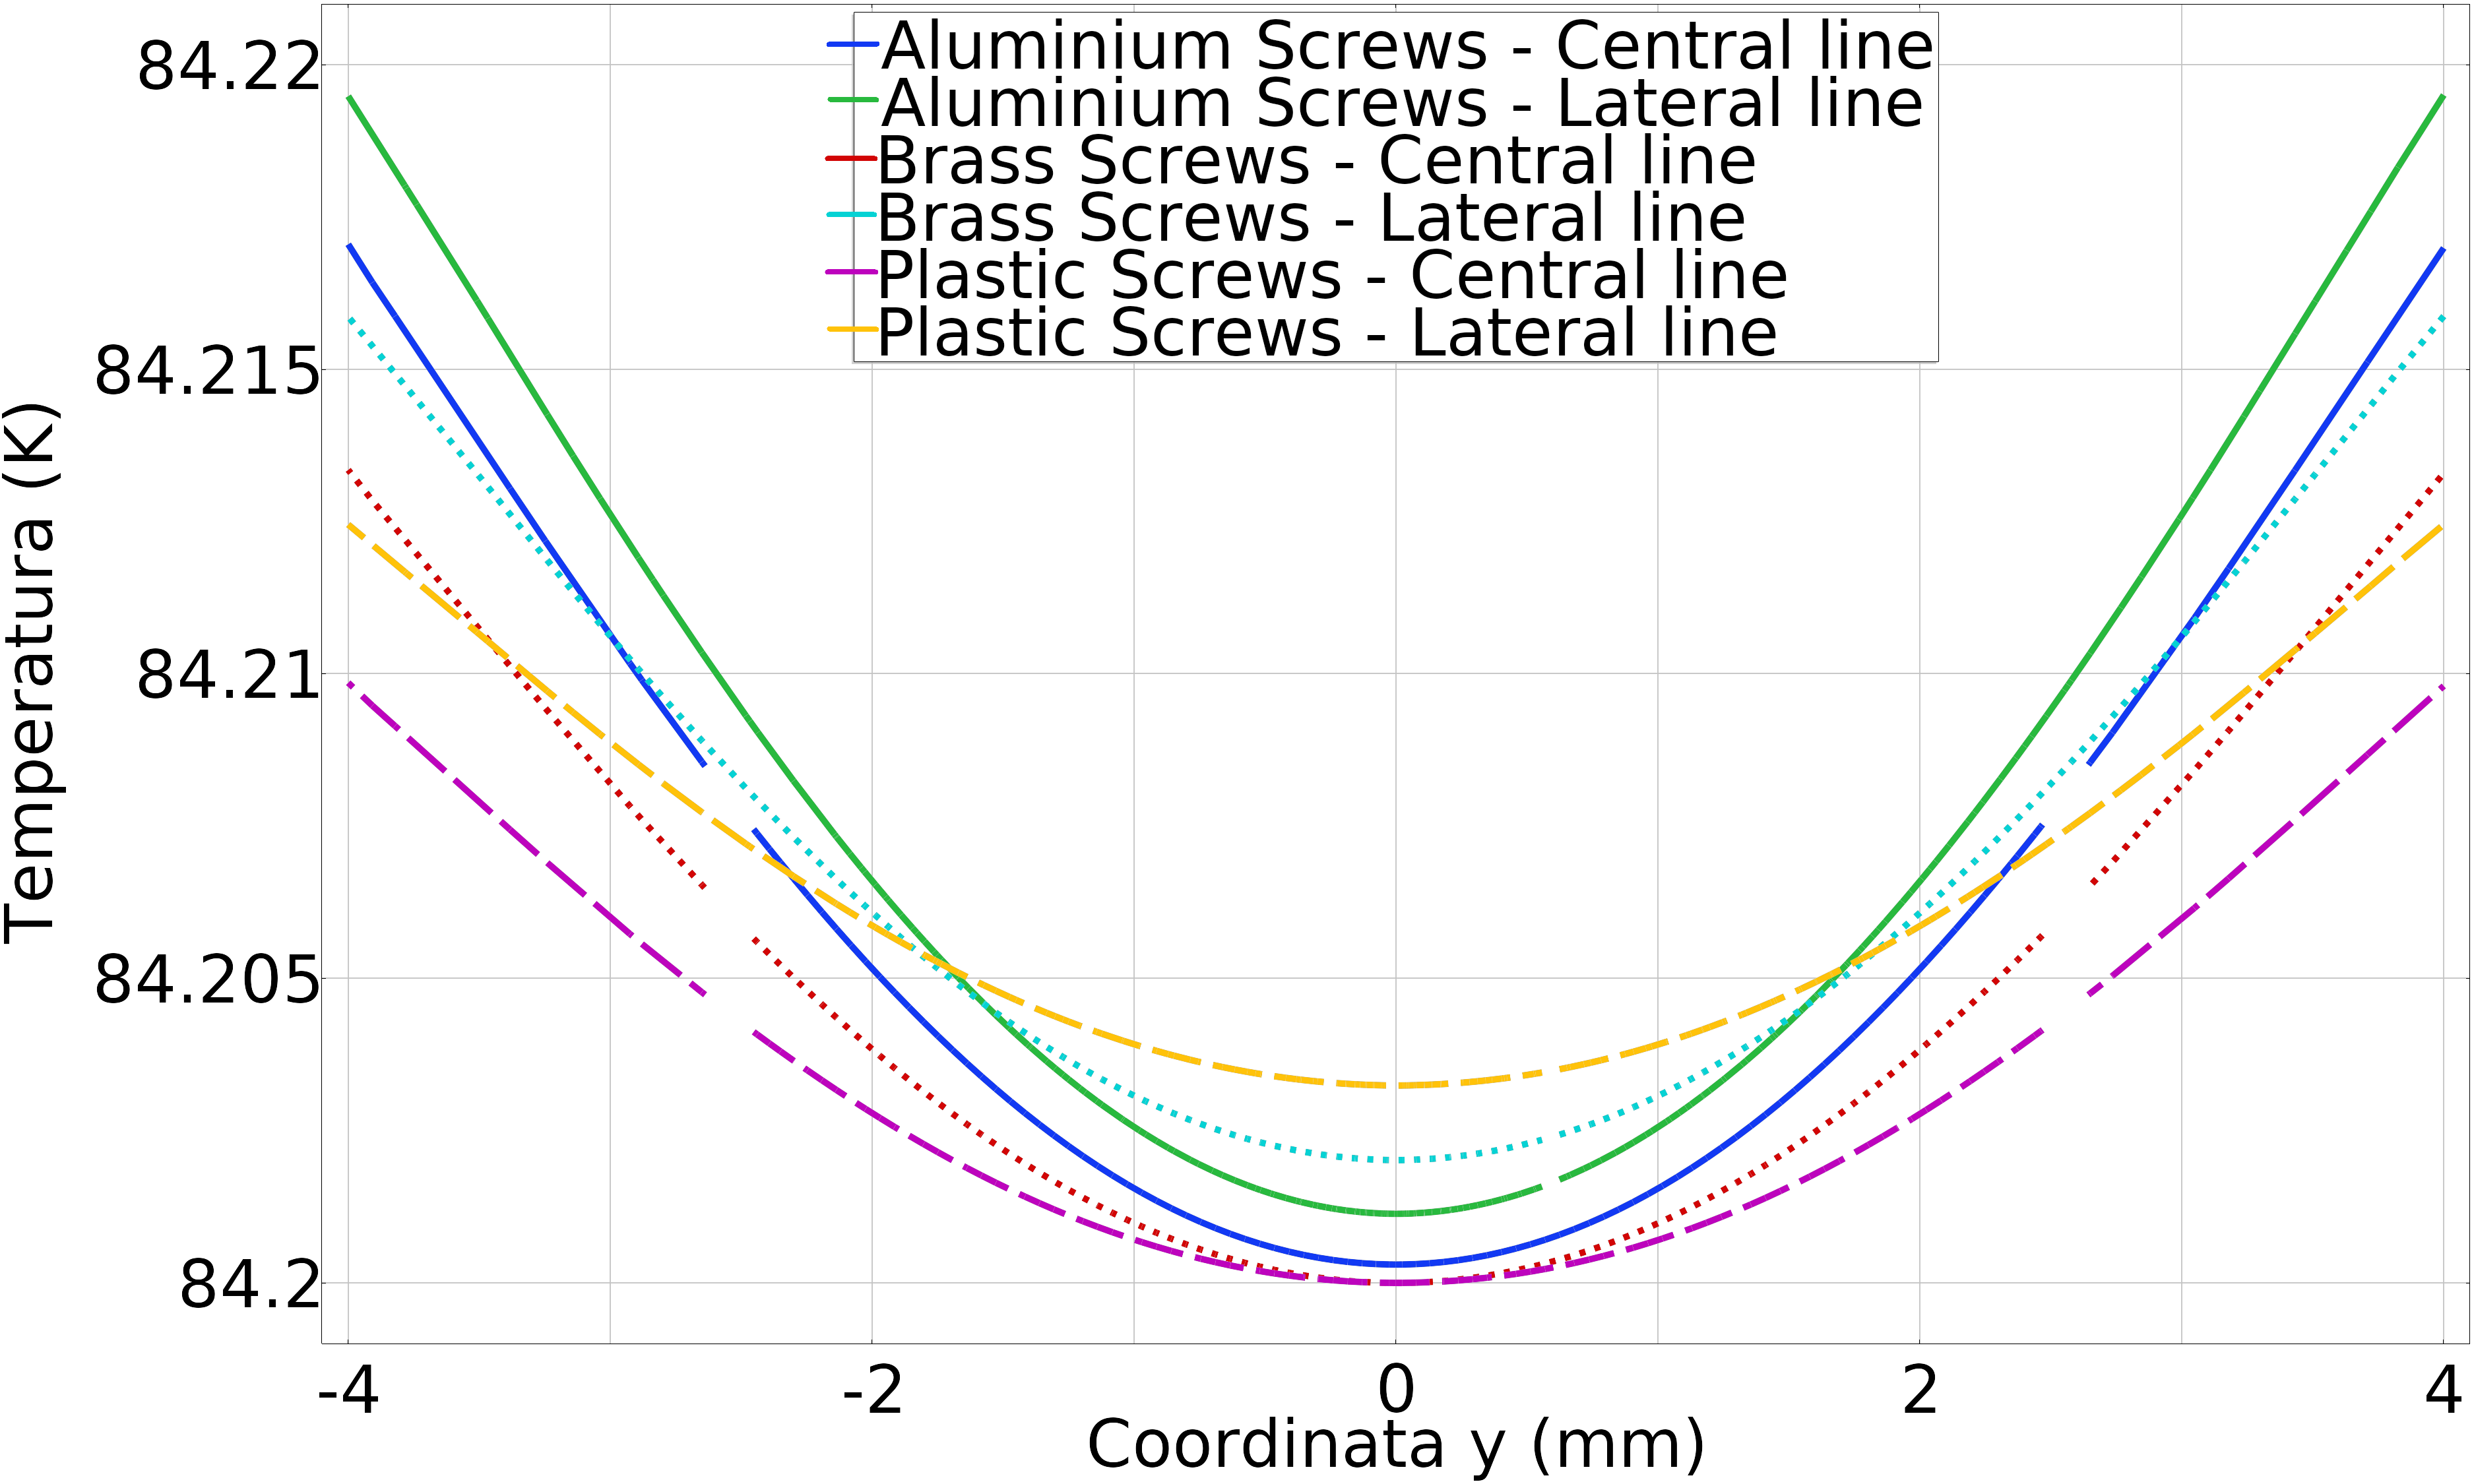 Aluminium Screws - Central line
Aluminium Screws - Lateral line
Brass Screws - Central line
Brass Screws - Lateral line
Plastic Screws - Central line
Plastic Screws - Lateral line
84.22
84.215
84.21
84.205
84.2
Temperatura (K)
-4 -2 0 2 4
Coordinata y (mm)